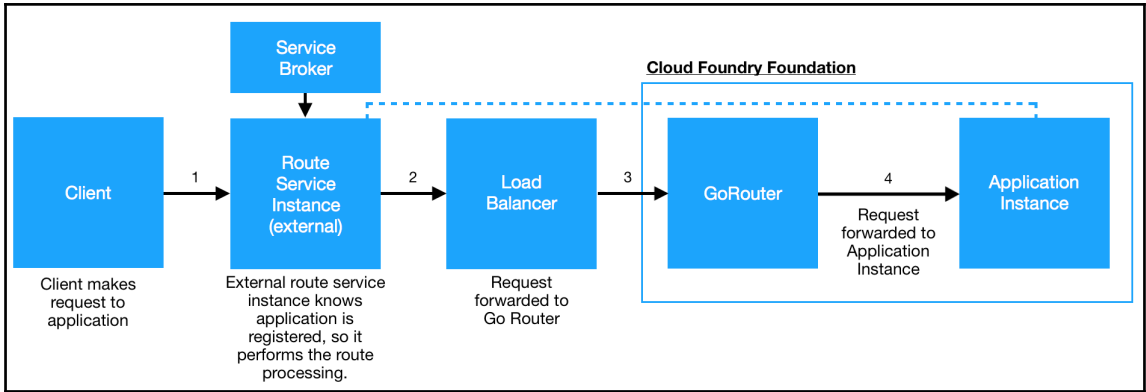 Service
Broker
Cloud Foundry Foundation
Client
1
Route
Service
Instance
(external)
2
Load
Balancer
3
GoRouter
4
Application
Instance
Client makes
request to
application
External route service
instance knows
application is
registered, so it
performs the route
processing.
Request
forwarded to
Go Router
Request
forwarded to
Application
Instance